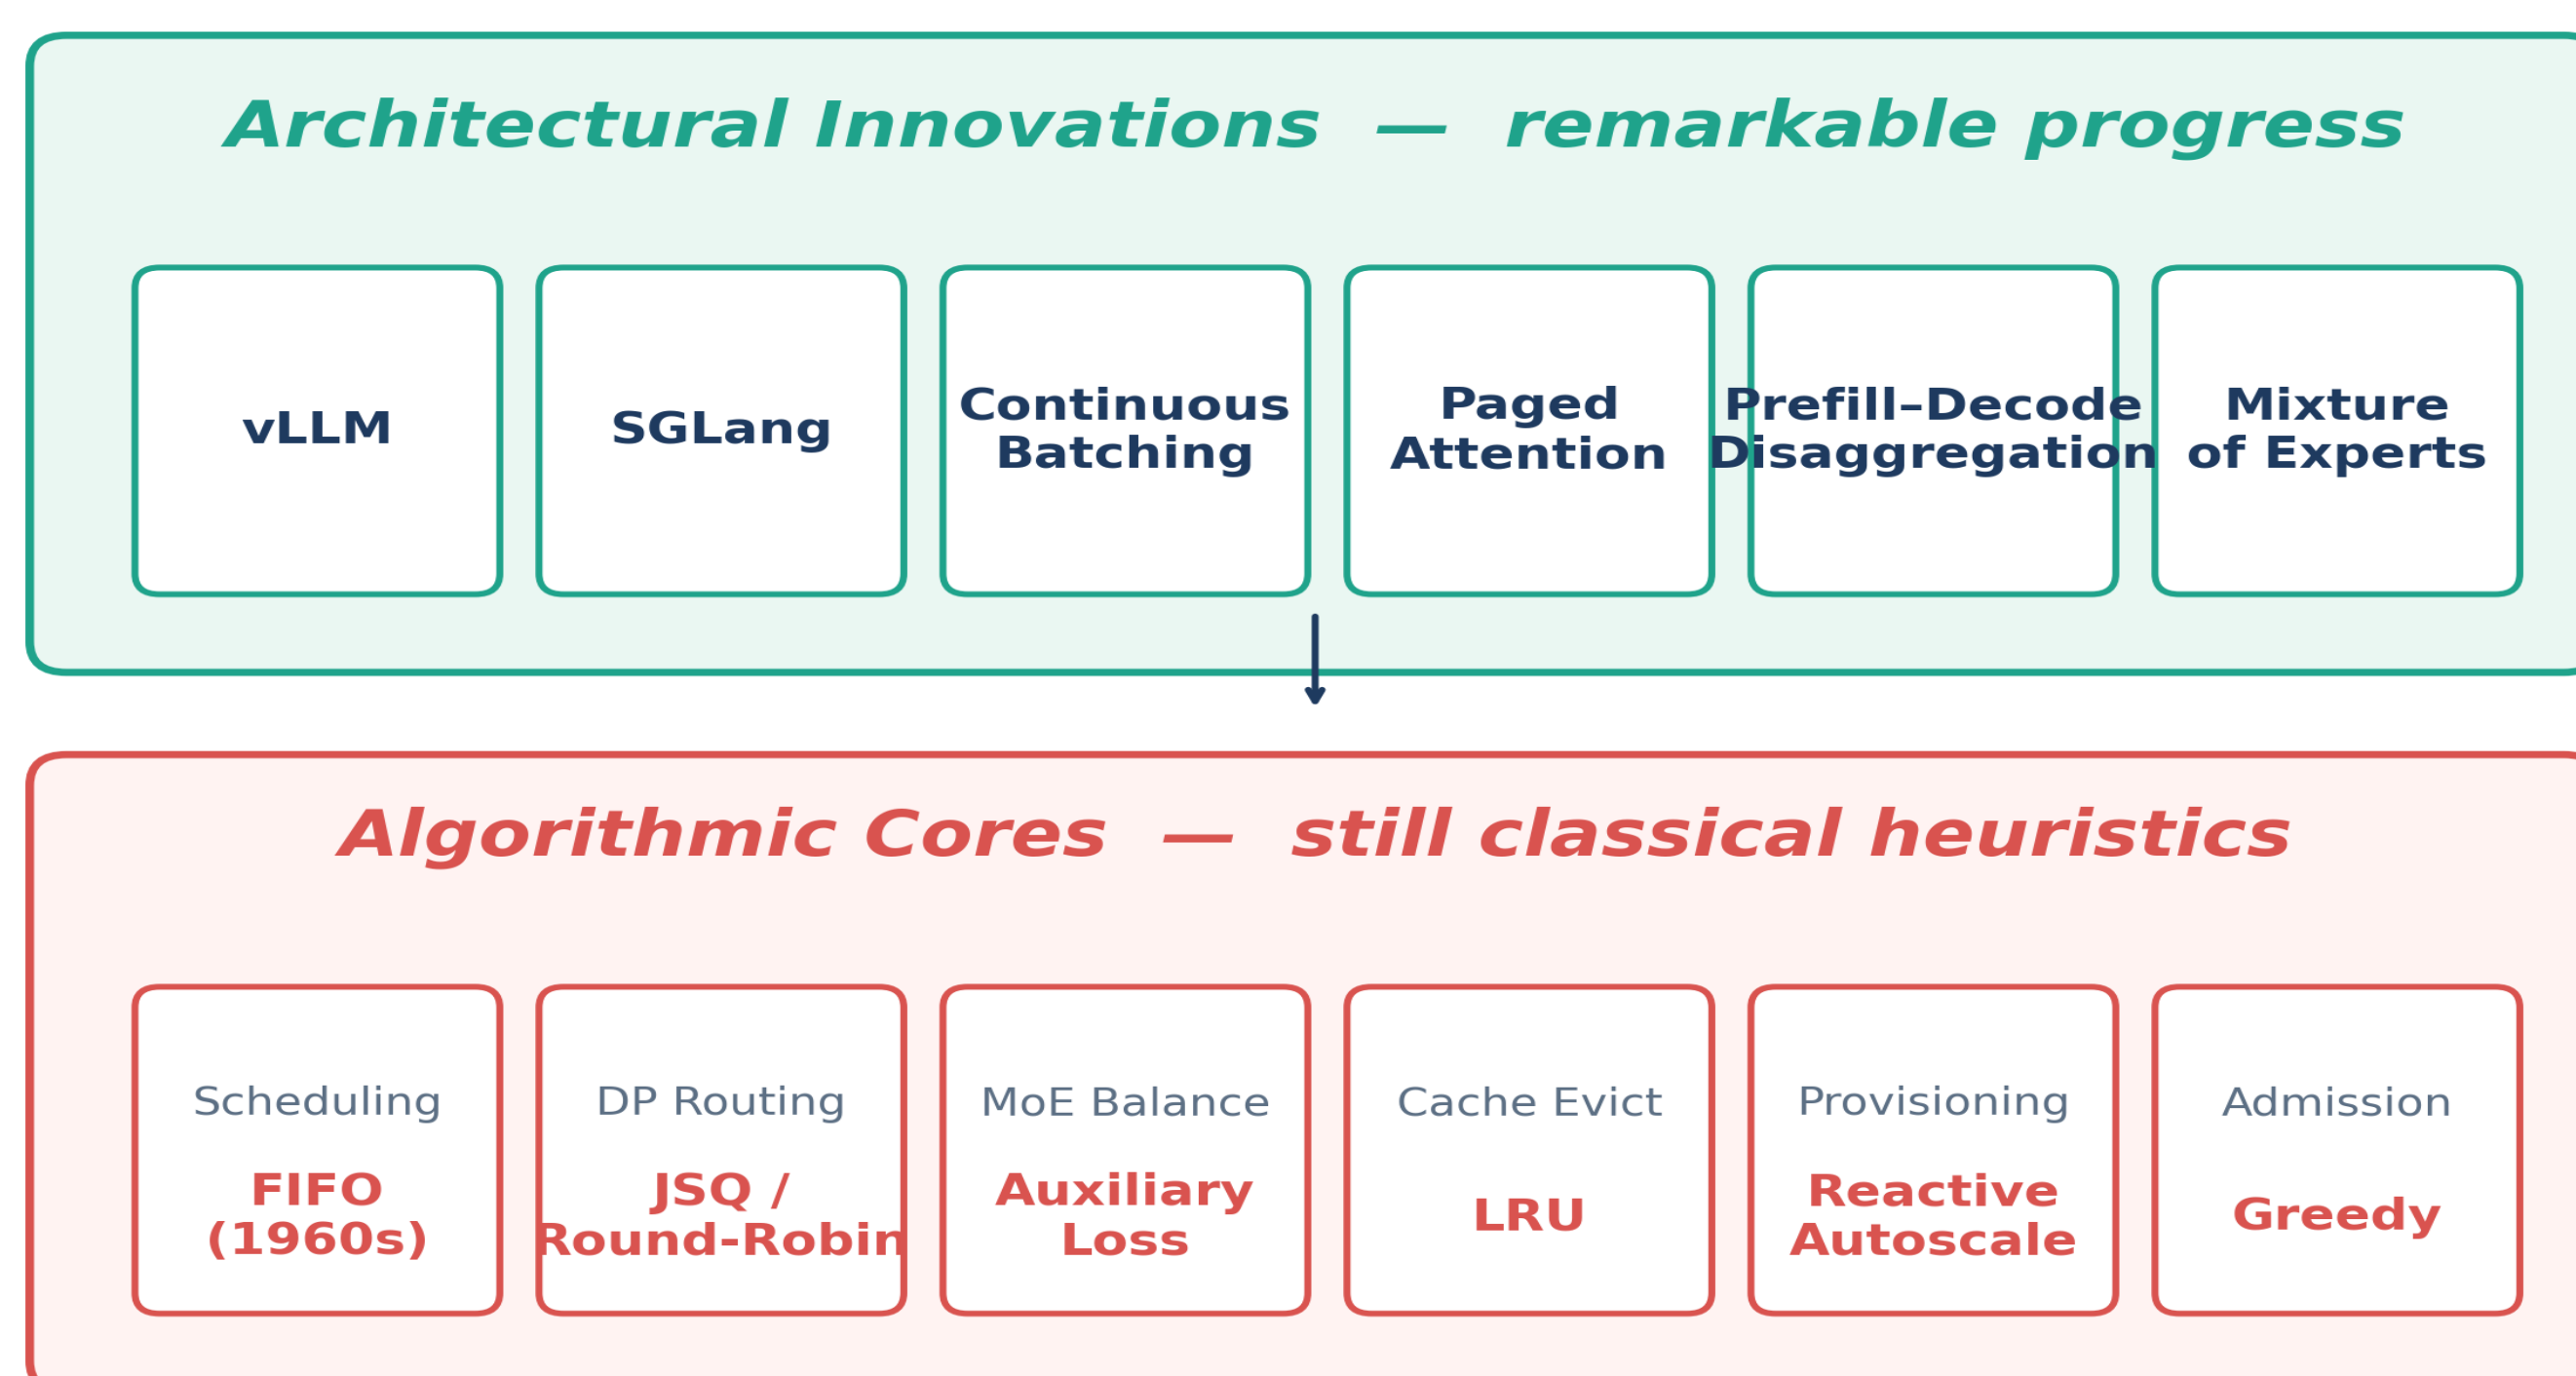 Architectural Innovations — remarkable progress
vLLM
SGLang
Continuous
Batching
Paged
Attention
Prefill–Decode
Disaggregation
Mixture
of Experts
Algorithmic Cores — still classical heuristics
Scheduling
FIFO
(1960s)
DP Routing
JSQ /
Round-Robin
MoE Balance
Auxiliary
Loss
Cache Evict
LRU
Provisioning
Reactive
Autoscale
Admission
Greedy